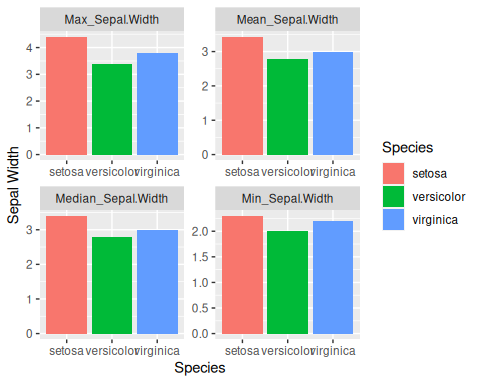 Max_Sepal.Width
Mean_Sepal.Width
4
3
2
1
0
3
2
1
0
setosa versicolor virginica
setosa versicolor virginica
Median_Sepal.Width
Min_Sepal.Width
3
2
1
0
2.0
1.5
1.0
0.5
0.0
setosa versicolor virginica
setosa versicolor virginica
Species
Sepal Width
Species
setosa
versicolor
virginica